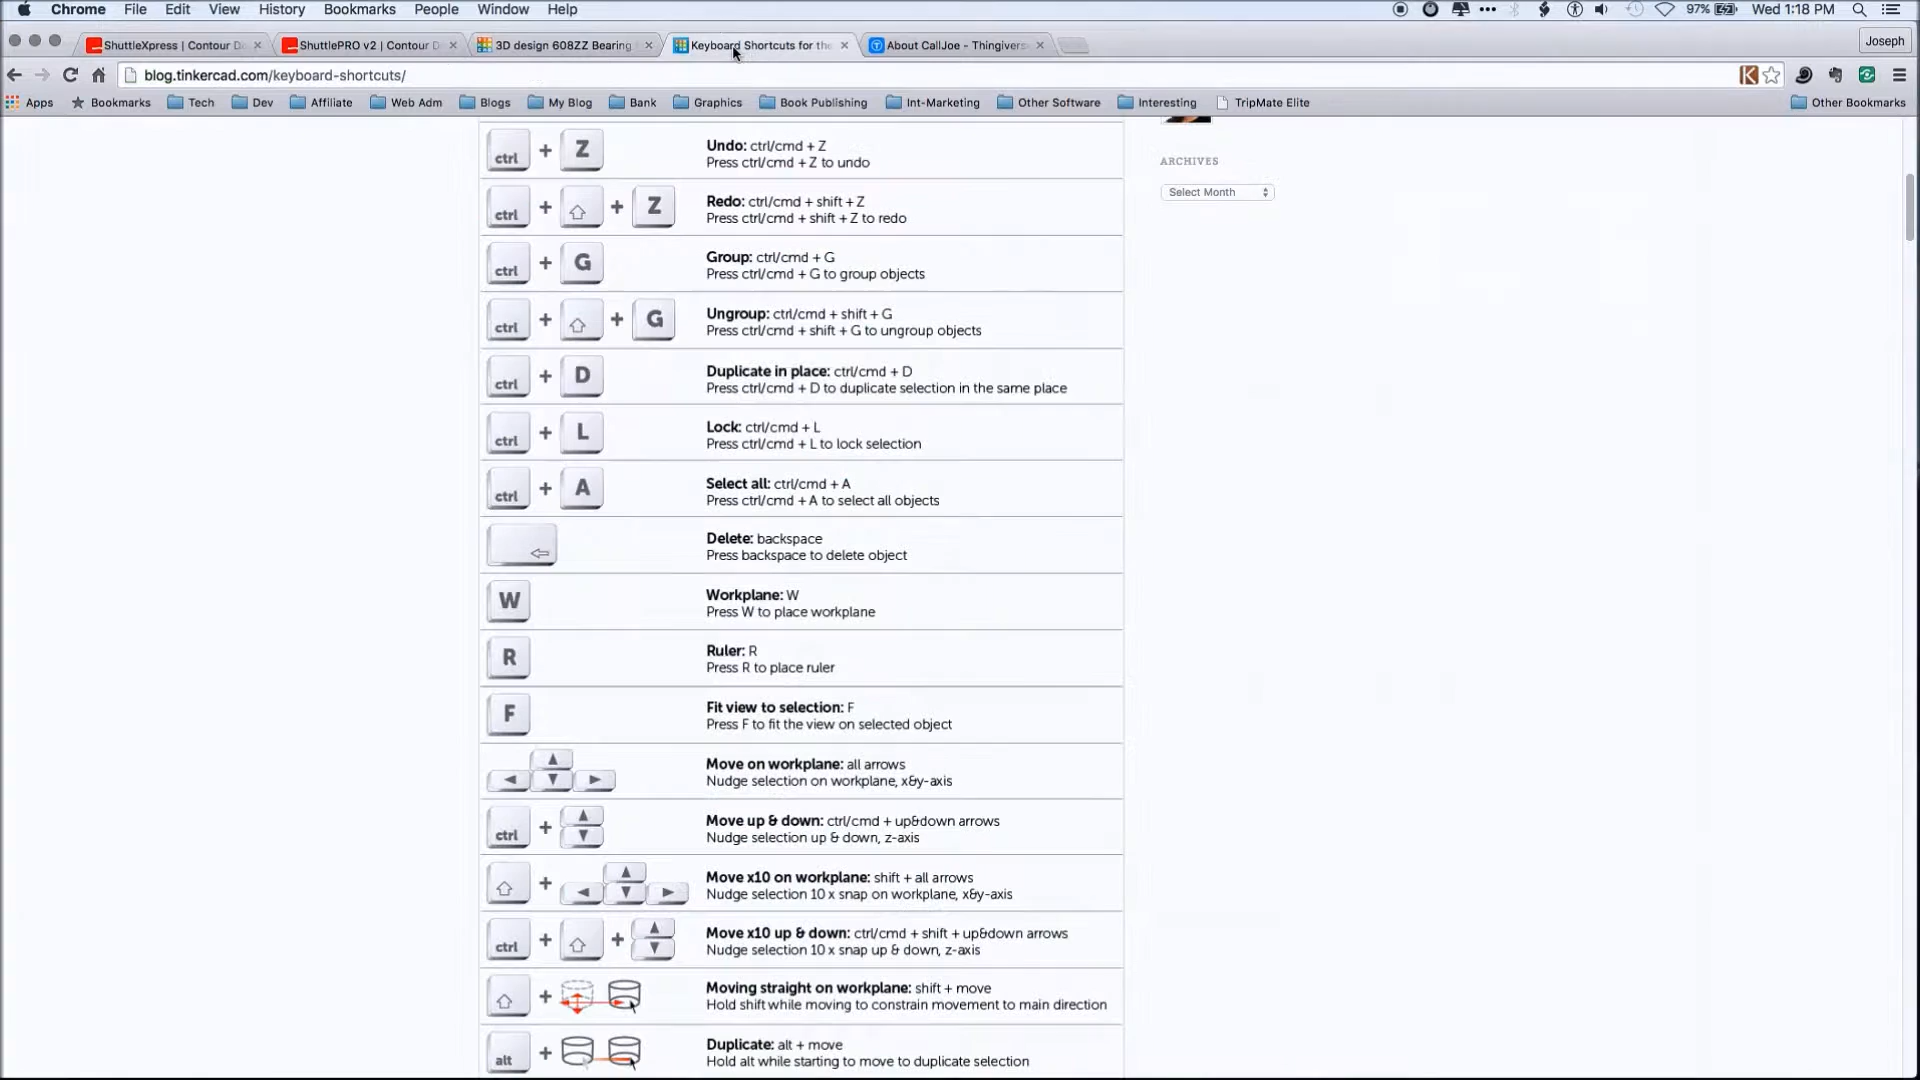 Chrome File Edit View History Bookmarks People Window Help 97% Wed 1:18 PM
ShuttleXpress | Contour D ShuttlePRO v2 | Contour D 3D design 608ZZ Bearing Keyboard Shortcuts for the About CallJoe - Thingivers Joseph
blog.tinkercad.com/keyboard-shortcuts/
Apps Bookmarks Tech Dev Affiliate Web Adm Blogs My Blog Bank Graphics Book Publishing Int-Marketing Other Software Interesting TripMate Elite Other Bookmarks
ctrl + Z
Undo: ctrl/cmd + Z
Press ctrl/cmd + Z to undo
ctrl + + Z
Redo: ctrl/cmd + shift + Z
Press ctrl/cmd + shift + Z to redo
ctrl + G
Group: ctrl/cmd + G
Press ctrl/cmd + G to group objects
ctrl + + G
Ungroup: ctrl/cmd + shift + G
Press ctrl/cmd + shift + G to ungroup objects
ctrl + D
Duplicate in place: ctrl/cmd + D
Press ctrl/cmd + D to duplicate selection in the same place
ctrl + L
Lock: ctrl/cmd + L
Press ctrl/cmd + L to lock selection
ctrl + A
Select all: ctrl/cmd + A
Press ctrl/cmd + A to select all objects
Delete: backspace
Press backspace to delete object
W
Workplane: W
Press W to place workplane
R
Ruler: R
Press R to place ruler
F
Fit view to selection: F
Press F to fit the view on selected object
Move on workplane: all arrows
Nudge selection on workplane, x&y-axis
ctrl +
Move up & down: ctrl/cmd + up&down arrows
Nudge selection up & down, z-axis
+
Move x10 on workplane: shift + all arrows
Nudge selection 10 x snap on workplane, x&y-axis
ctrl + +
Move x10 up & down: ctrl/cmd + shift + up&down arrows
Nudge selection 10 x snap up & down, z-axis
+
Moving straight on workplane: shift + move
Hold shift while moving to constrain movement to main direction
alt +
Duplicate: alt + move
Hold alt while starting to move to duplicate selection
ARCHIVES
Select Month